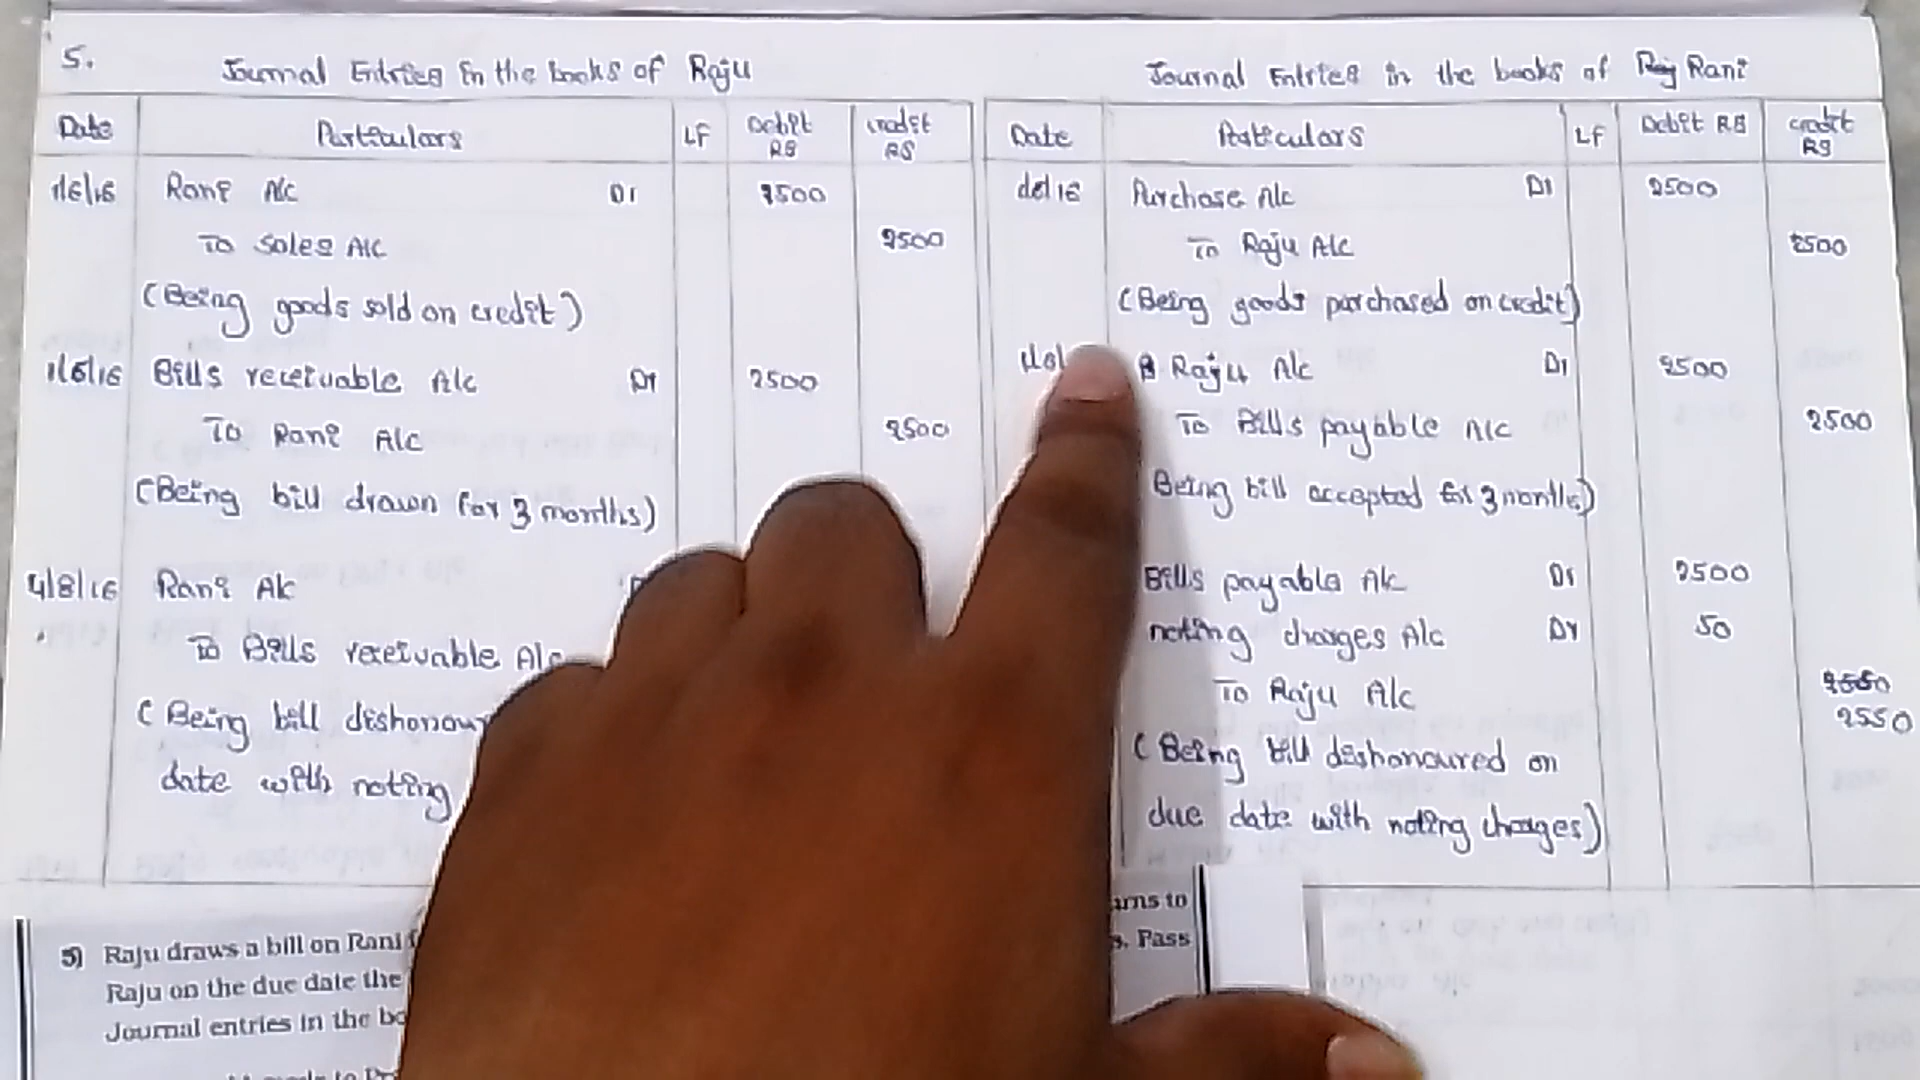 5.
Journal Entries in the books of Raju
Date Particulars LF Debit RS credit RS
1/5/16 Rani A/c Dr 2500
To Sales A/c 2500
(Being goods sold on credit)
1/5/16 Bills receivable A/c Dr 2500
To Rani A/c 2500
(Being bill drawn for 3 months)
4/8/16 Rani A/c
To Bills receivable A/c
(Being bill dishonour
date with noting
Journal Entries in the books of Rani
Date Particulars LF Debit RS credit RS
Purchase A/c Dr 2500
To Raju A/c 2500
(Being goods purchased on credit)
Raju A/c Dr 2500
To Bills payable A/c 2500
Being bill accepted for 3 months)
Bills payable A/c Dr 2500
noting charges A/c Dr 50
To Raju A/c
2550
(Being bill dishonoured on
due date with noting charges)
5) Raju draws a bill on Rani
Raju on the due date the
Journal entries in the
urns to
s. Pass